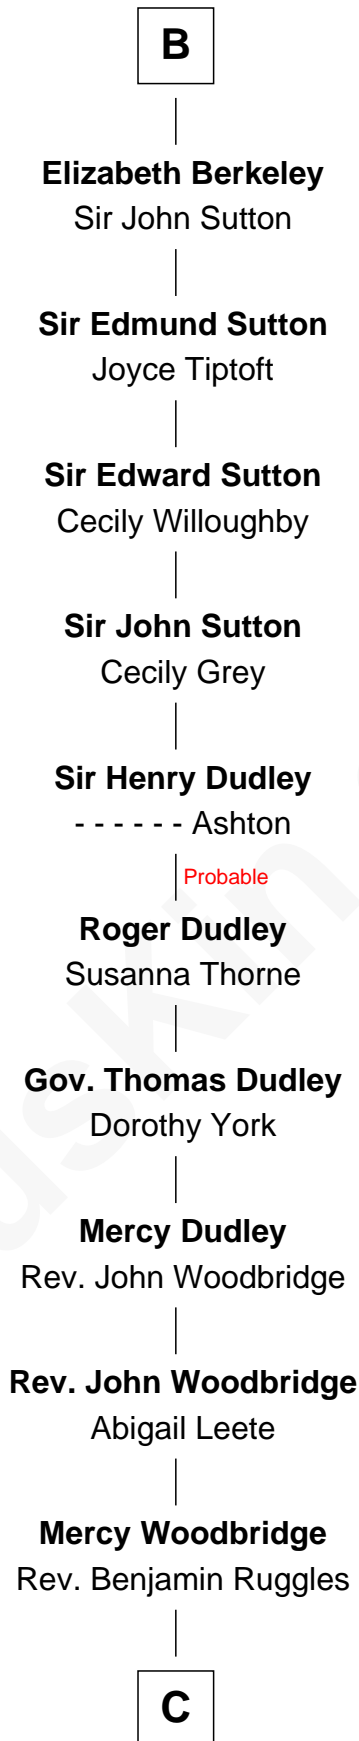 B
Elizabeth Berkeley
Sir John Sutton
Sir Edmund Sutton
Joyce Tiptoft
Sir Edward Sutton
Cecily Willoughby
Sir John Sutton
Cecily Grey
Sir Henry Dudley
- - - - - - Ashton
Probable
Roger Dudley
Susanna Thorne
Gov. Thomas Dudley
Dorothy York
Mercy Dudley
Rev. John Woodbridge
Rev. John Woodbridge
Abigail Leete
Mercy Woodbridge
Rev. Benjamin Ruggles
C